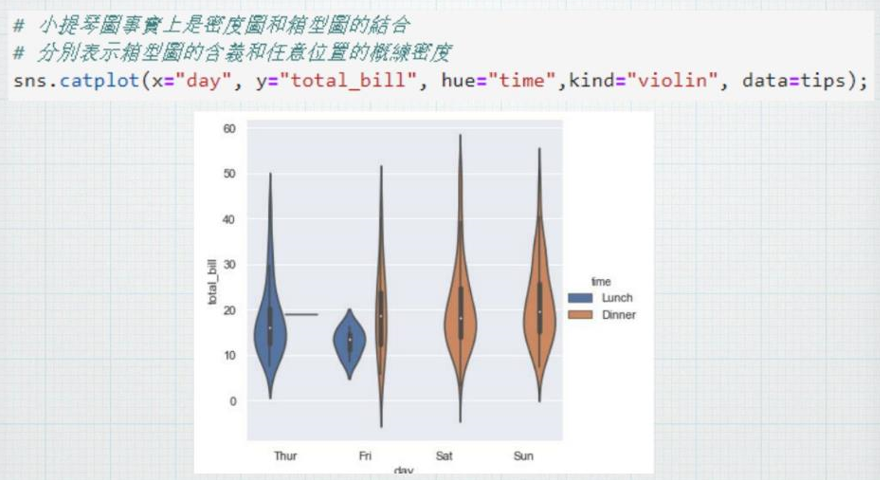 # 小提琴圖事實上是密度圖和箱型圖的結合
# 分別表示箱型圖的含義和任意位置的概練密度
sns.catplot(x="day", y="total_bill", hue="time",kind="violin", data=tips);
60
50
40
30
20
10
0
total_bill
Thur Fri Sat Sun
day
time
Lunch
Dinner